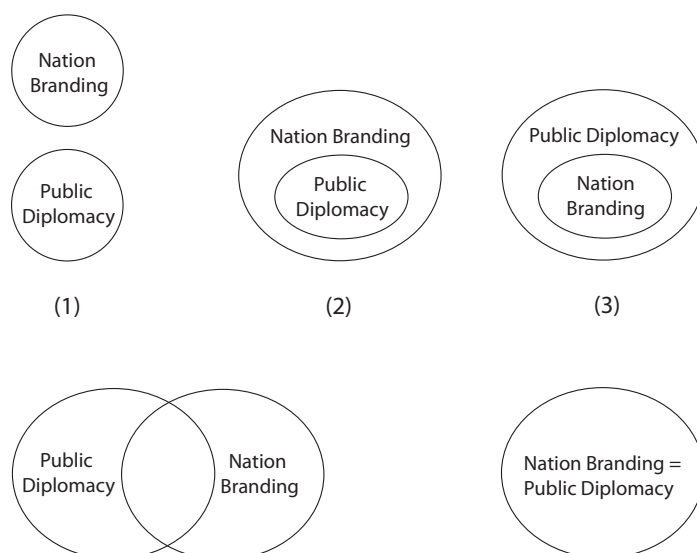 Nation
Branding
Public
Diplomacy
(1)
Nation Branding
Public
Diplomacy
(2)
Public Diplomacy
Nation
Branding
(3)
Public
Diplomacy
Nation
Branding
Nation Branding =
Public Diplomacy